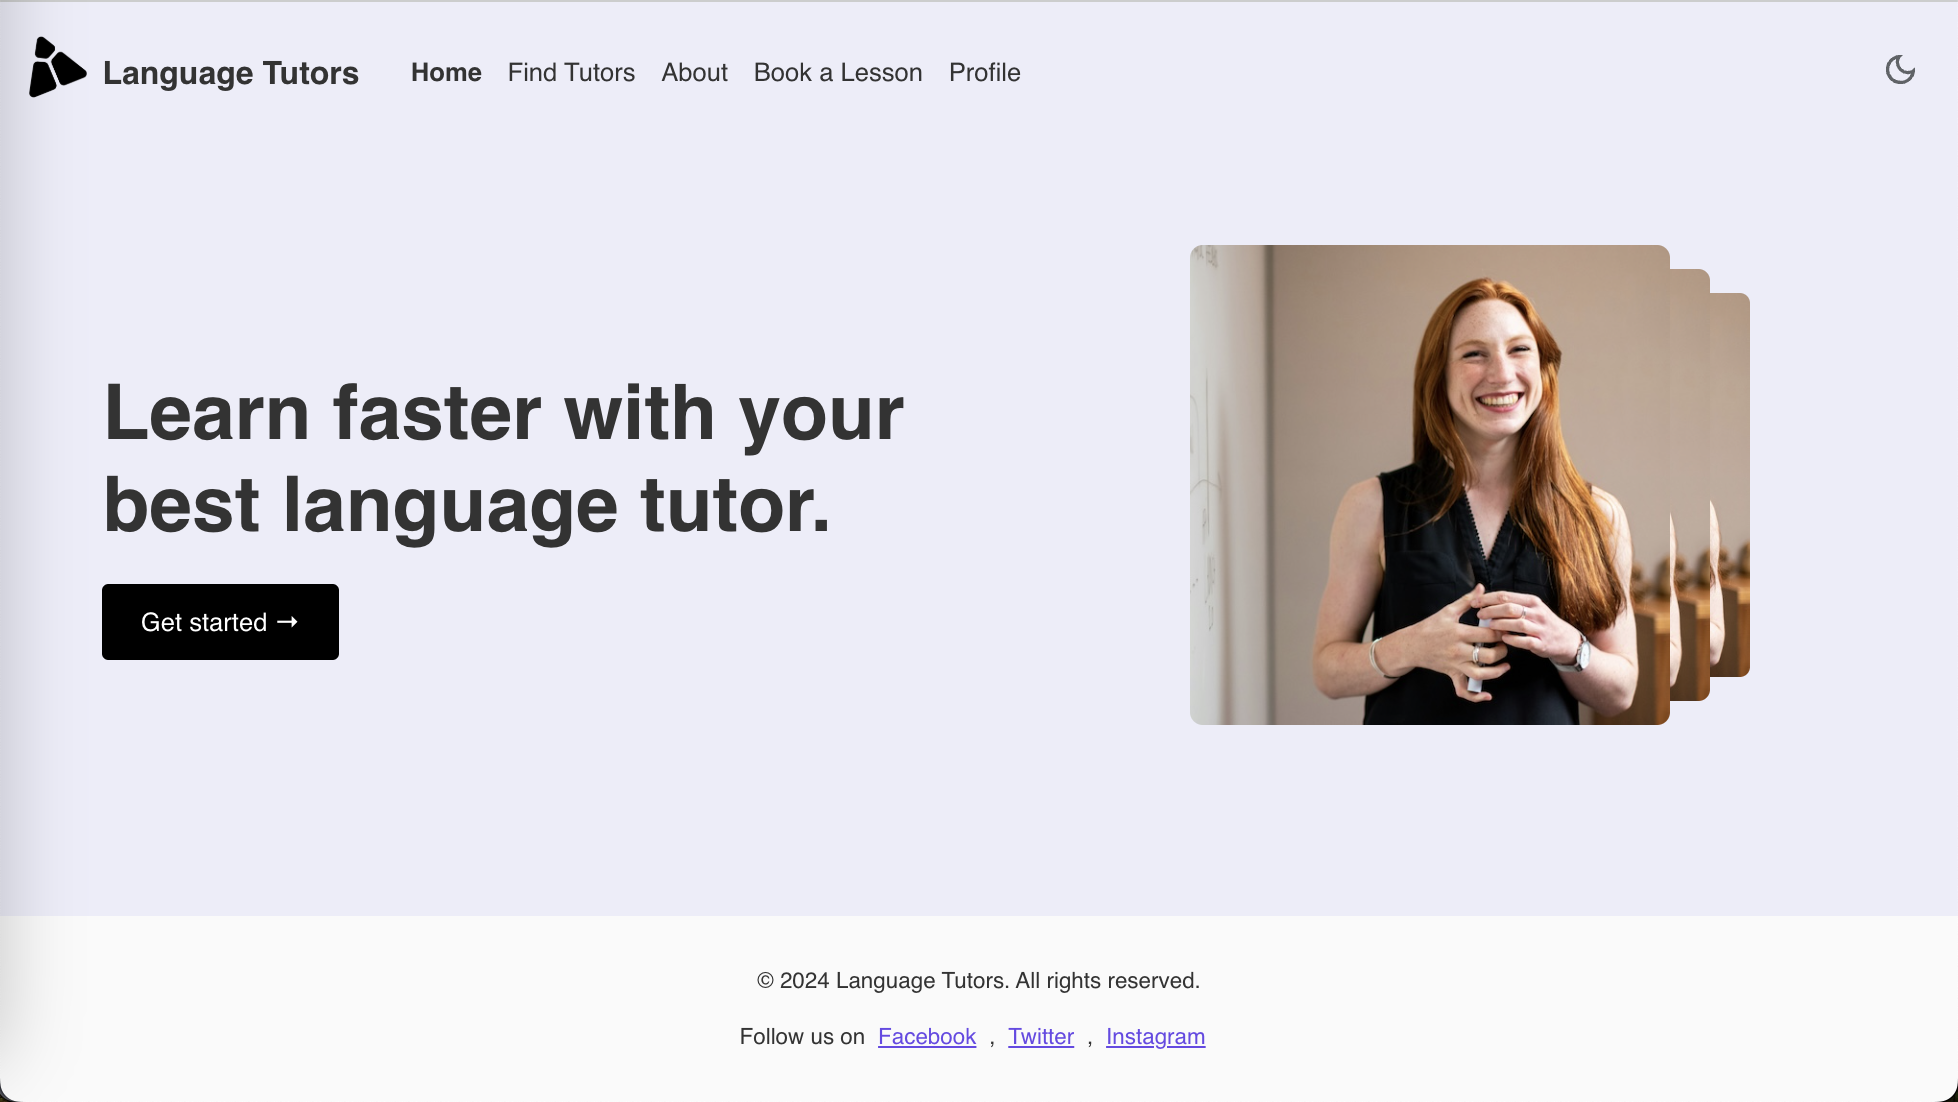 Language Tutors
Home Find Tutors About Book a Lesson Profile
Learn faster with your
best language tutor.
Get started →
© 2024 Language Tutors. All rights reserved.
Follow us on Facebook , Twitter , Instagram